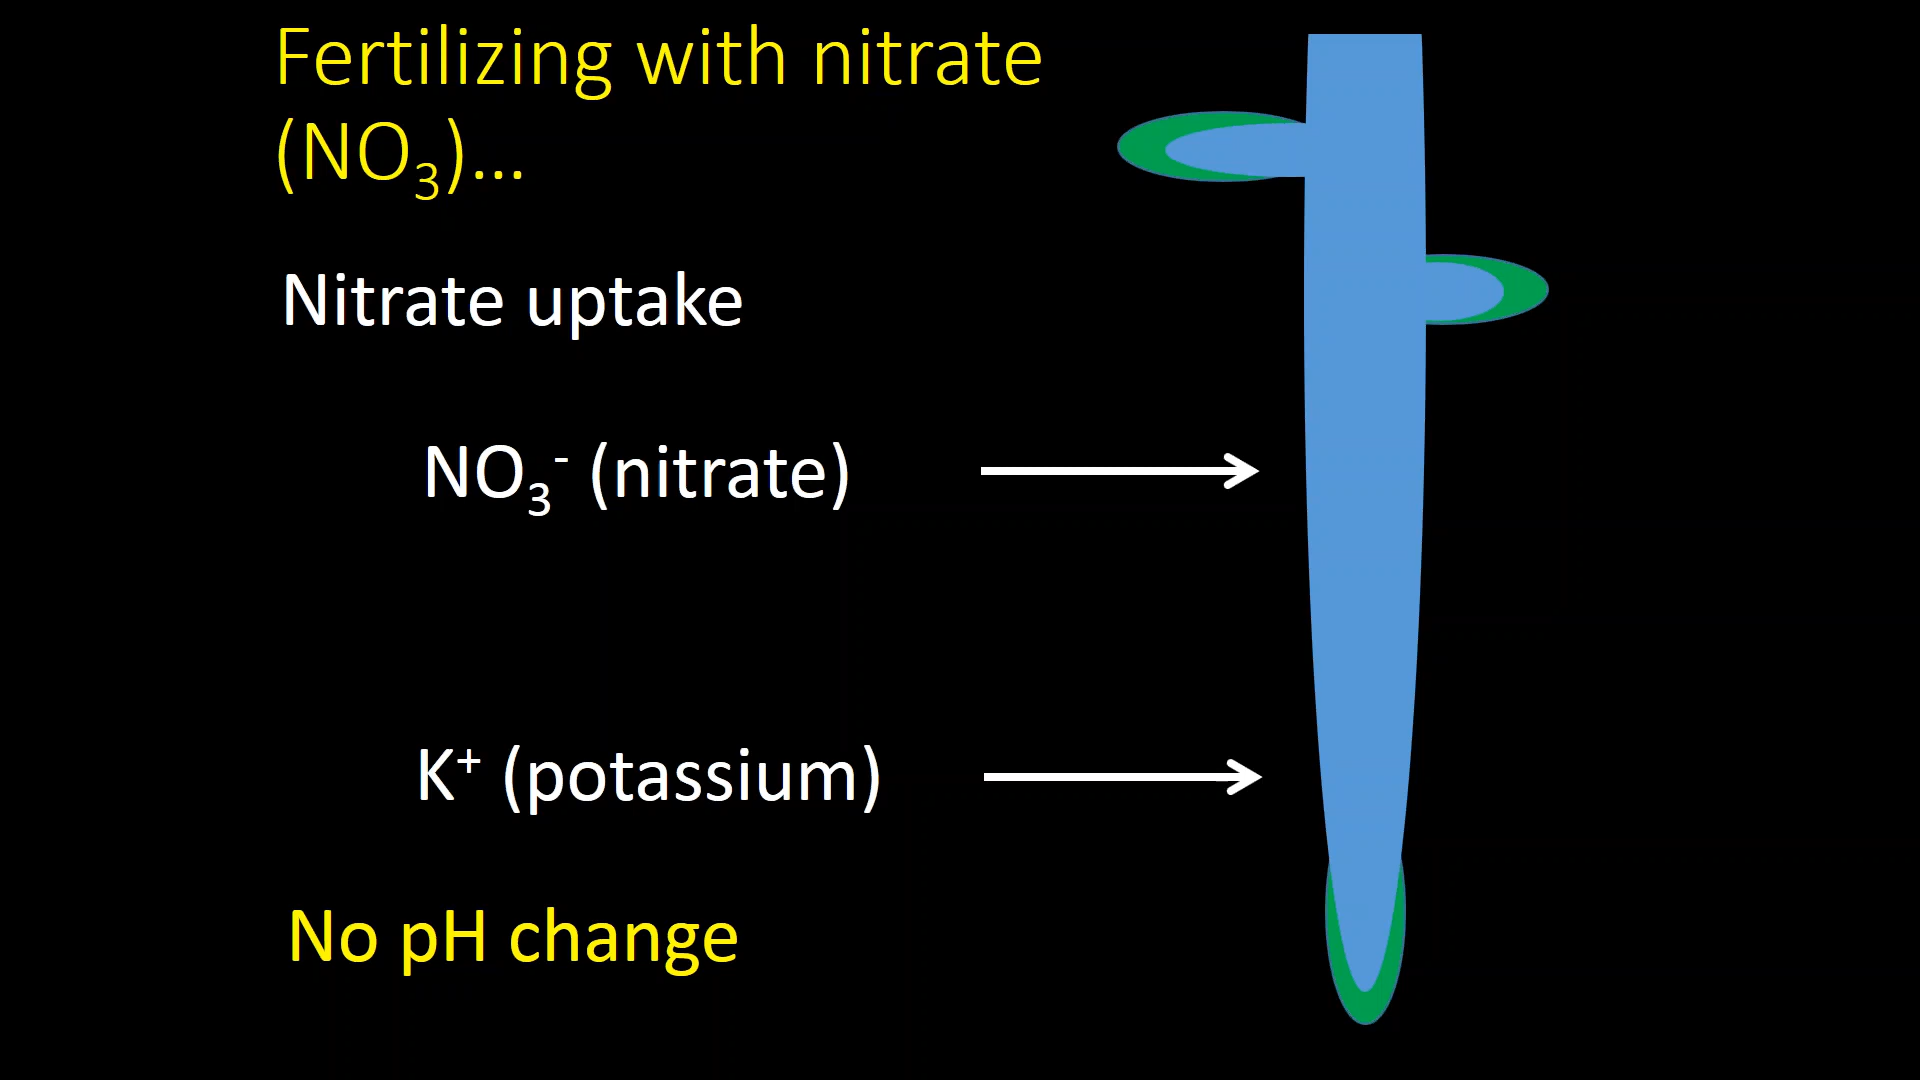 Fertilizing with nitrate
(NO₃)...
Nitrate uptake
NO₃⁻ (nitrate)
K⁺ (potassium)
No pH change